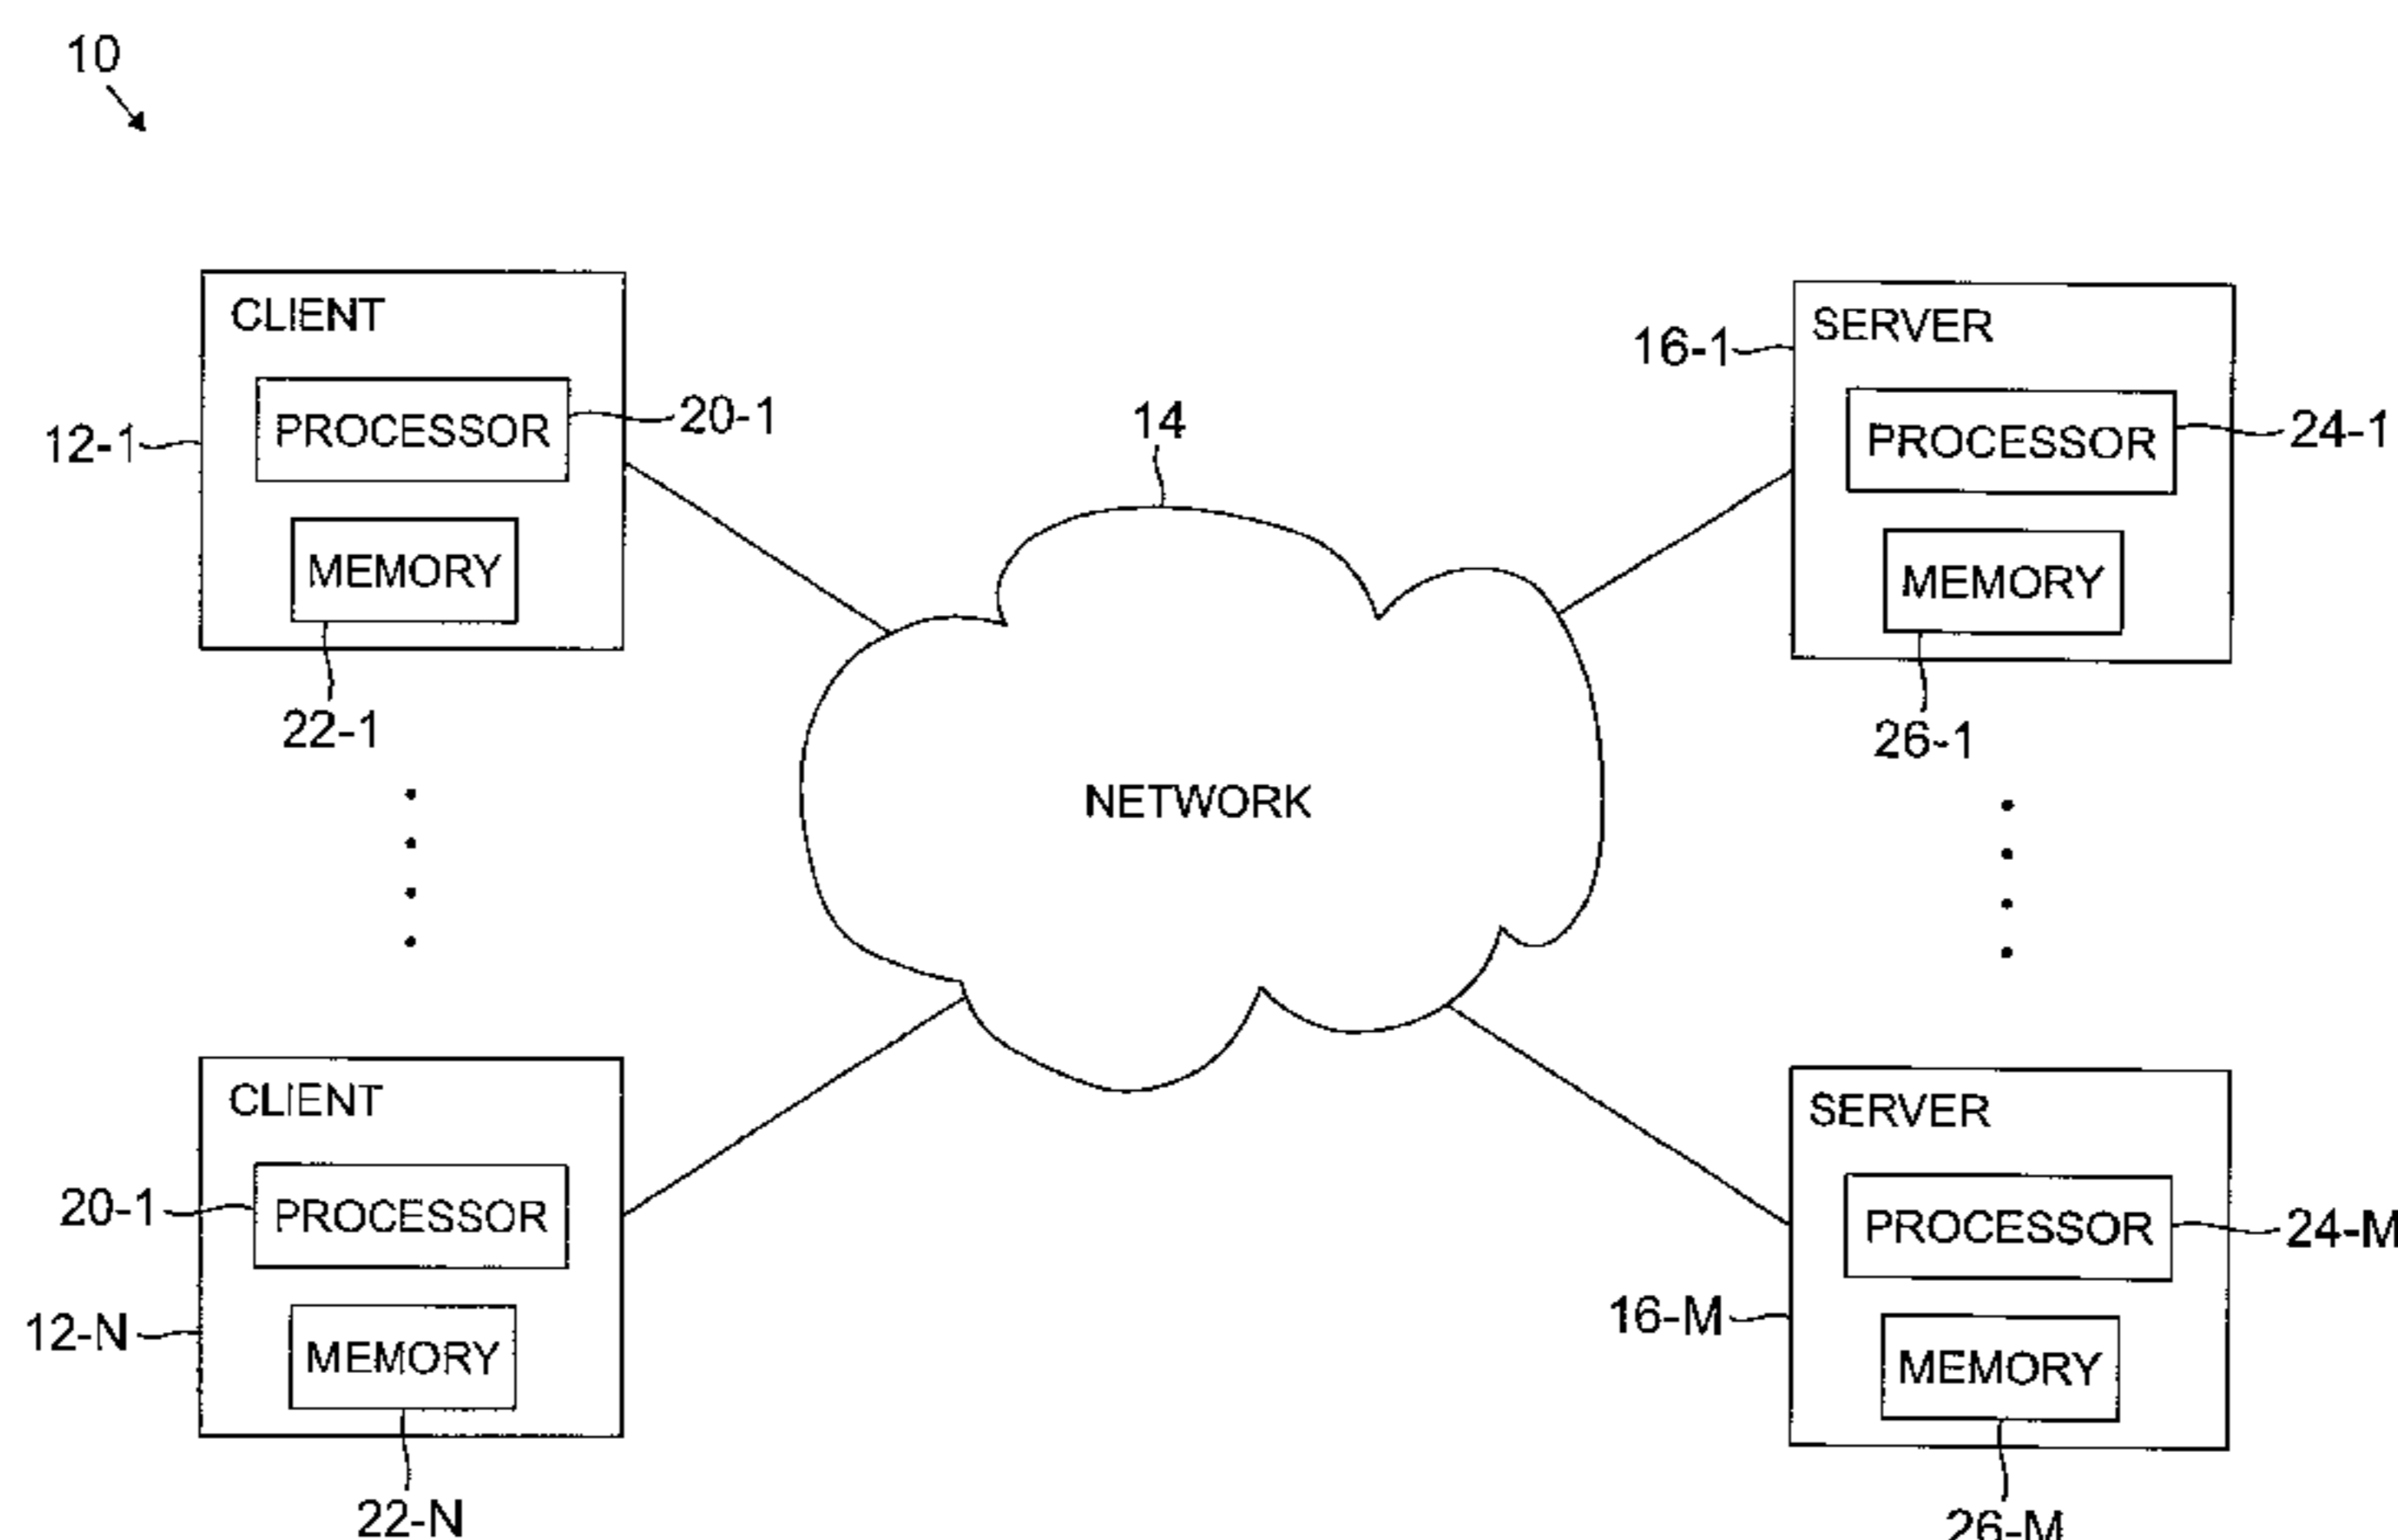 10
CLIENT
PROCESSOR
20-1
12-1
MEMORY
22-1
14
NETWORK
SERVER
16-1
PROCESSOR
24-1
MEMORY
26-1
CLIENT
20-1
PROCESSOR
12-N
MEMORY
22-N
SERVER
PROCESSOR
24-M
16-M
MEMORY
26-M